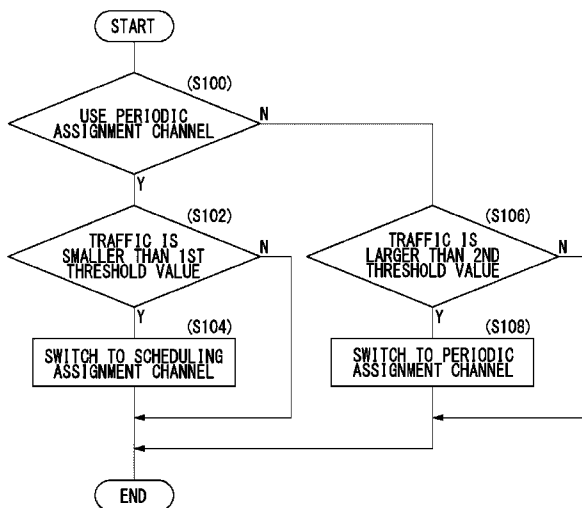 START
(S100)
USE PERIODIC
ASSIGNMENT CHANNEL
N
Y
(S102)
TRAFFIC IS
SMALLER THAN 1ST
THRESHOLD VALUE
N
Y
(S104)
SWITCH TO SCHEDULING
ASSIGNMENT CHANNEL
(S106)
TRAFFIC IS
LARGER THAN 2ND
THRESHOLD VALUE
N
Y
(S108)
SWITCH TO PERIODIC
ASSIGNMENT CHANNEL
END